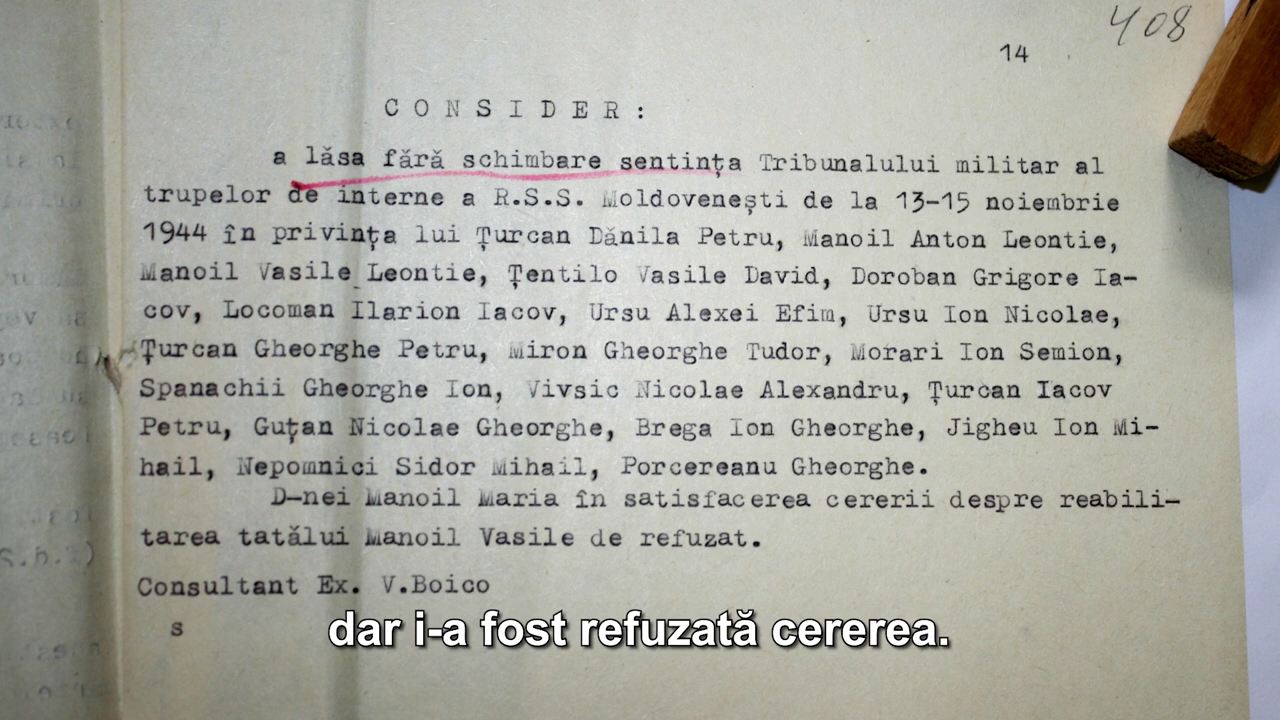 408
14
CONSIDER:
a lăsa fără schimbare sentința Tribunalului militar al
trupelor de interne a R.S.S. Moldovenești de la 13-15 noiembrie
1944 în privința lui Țurcan Dănila Petru, Manoil Anton Leontie,
Manoil Vasile Leontie, Țentilo Vasile David, Doroban Grigore Ia-
cov, Locoman Ilarion Iacov, Ursu Alexei Efim, Ursu Ion Nicolae,
Țurcan Gheorghe Petru, Miron Gheorghe Tudor, Morari Ion Semion,
Spanachii Gheorghe Ion, Vivsic Nicolae Alexandru, Țurcan Iacov
Petru, Guțan Nicolae Gheorghe, Brega Ion Gheorghe, Jigheu Ion Mi-
hail, Nepomnici Sidor Mihail, Porcereanu Gheorghe.
D-nei Manoil Maria în satisfacerea cererii despre reabili-
tarea tatălui Manoil Vasile de refuzat.
Consultant Ex. V.Boico
s
dar i-a fost refuzată cererea.